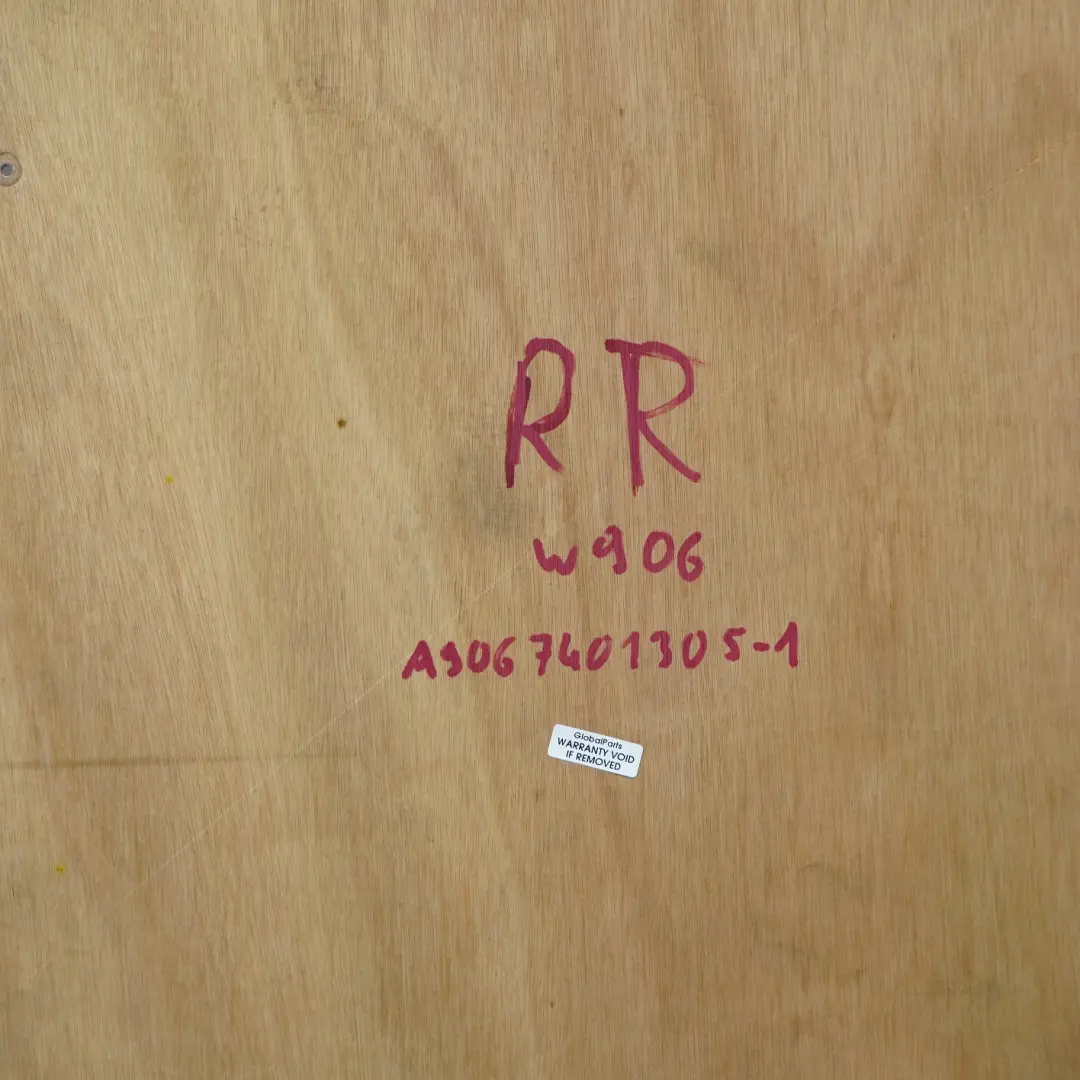 RR
W906
A9067401305-1
GlobalParts
WARRANTY VOID
IF REMOVED